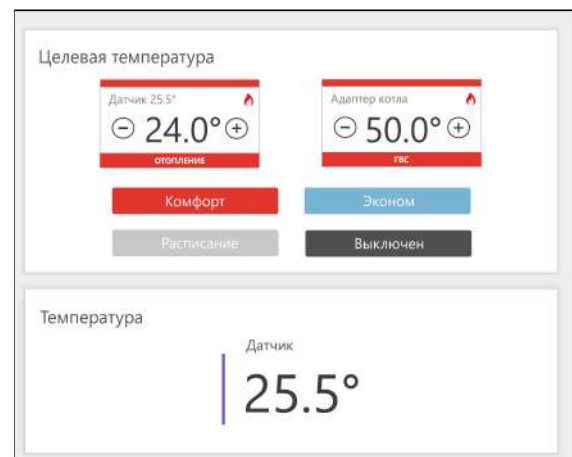 Целевая температура
Датчик 25.5°
24.0°
ОТОПЛЕНИЕ
Адаптер котла
50.0°
ГВС
Комфорт
Эконом
Расписание
Выключен
Температура
Датчик
25.5°